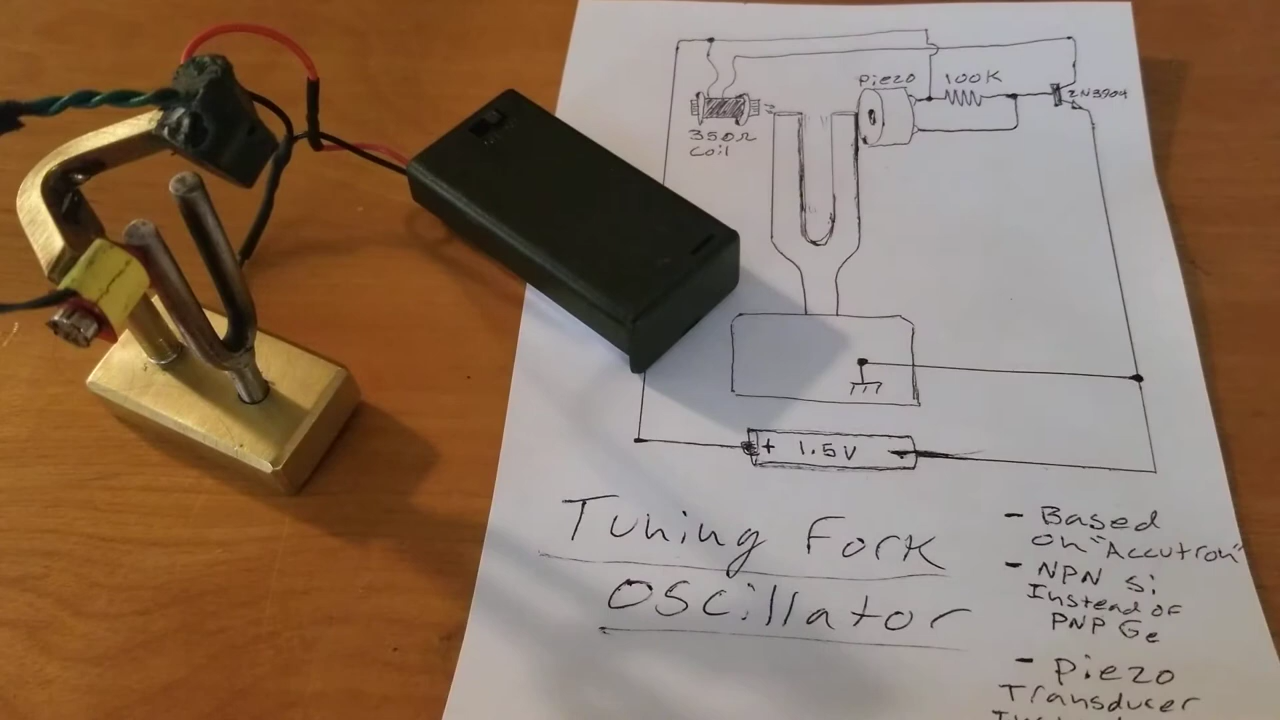 Piezo
100K
2N3904
350Ω
Coil
+ 1.5V -
Tuning Fork
Oscillator
- Based
on "Accutron"
- NPN Si
Instead of
PNP Ge
- Piezo
Transducer